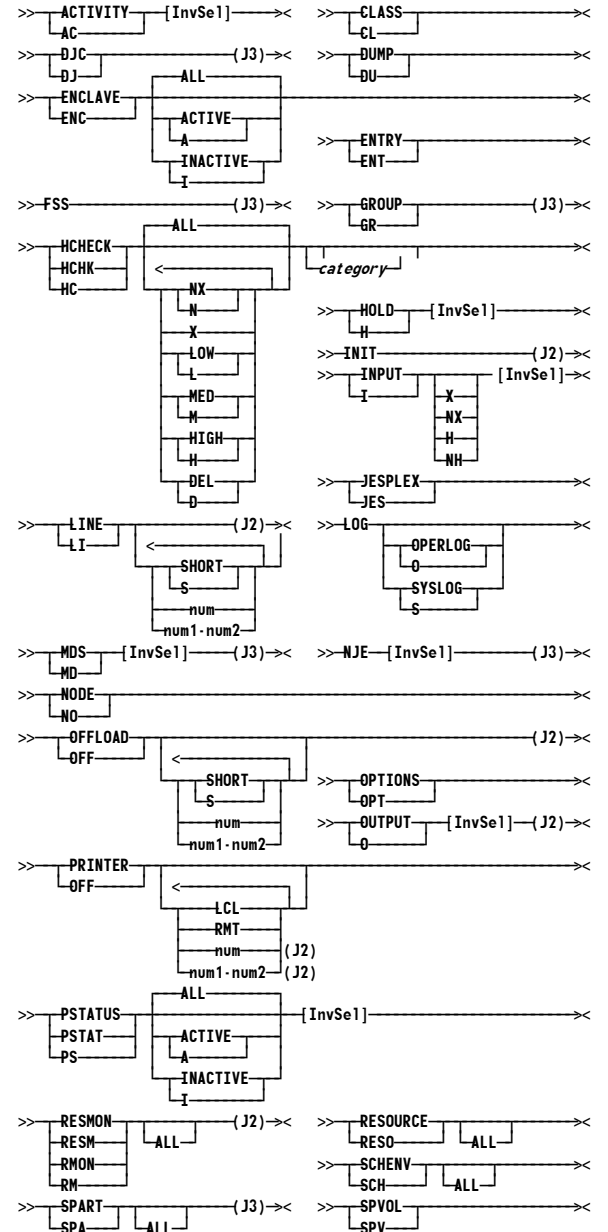 >>ACTIVITY [InvSel]>< >>CLASS><
AC CL
>>DJC (J3)>< >>DUMP><
DJ ALL DU
>>ENCLAVE><
ENC ACTIVE
A >>ENTRY><
INACTIVE ENT
I
>>FSS (J3)>< >>GROUP (J3)><
ALL GR
>>HCHECK><
HCHK < category
HC NX
N >>HOLD [InvSel]><
X H
LOW >>INIT (J2)><
L >>INPUT [InvSel]><
MED I X
M NX
HIGH H
H NH
DEL >>JESPLEX><
D JES
>>LINE (J2)>< >>LOG><
LI < OPERLOG
SHORT O
S SYSLOG
num S
num1-num2
>>MDS [InvSel] (J3)>< >>NJE [InvSel] (J3)><
MD
>>NODE><
NO
>>OFFLOAD (J2)><
OFF <
SHORT >>OPTIONS><
S OPT
num >>OUTPUT [InvSel] (J2)><
num1-num2 O
>>PRINTER><
OFF <
LCL
RMT
num (J2)
num1-num2 (J2)
ALL
>>PSTATUS [InvSel]><
PSTAT ACTIVE
PS A
INACTIVE
I
>>RESMON (J2)>< >>RESOURCE><
RESM ALL RESO ALL
RMON >>SCHENV><
RM SCH ALL
>>SPART (J3)>< >>SPVOL><
SPA ALL SPV